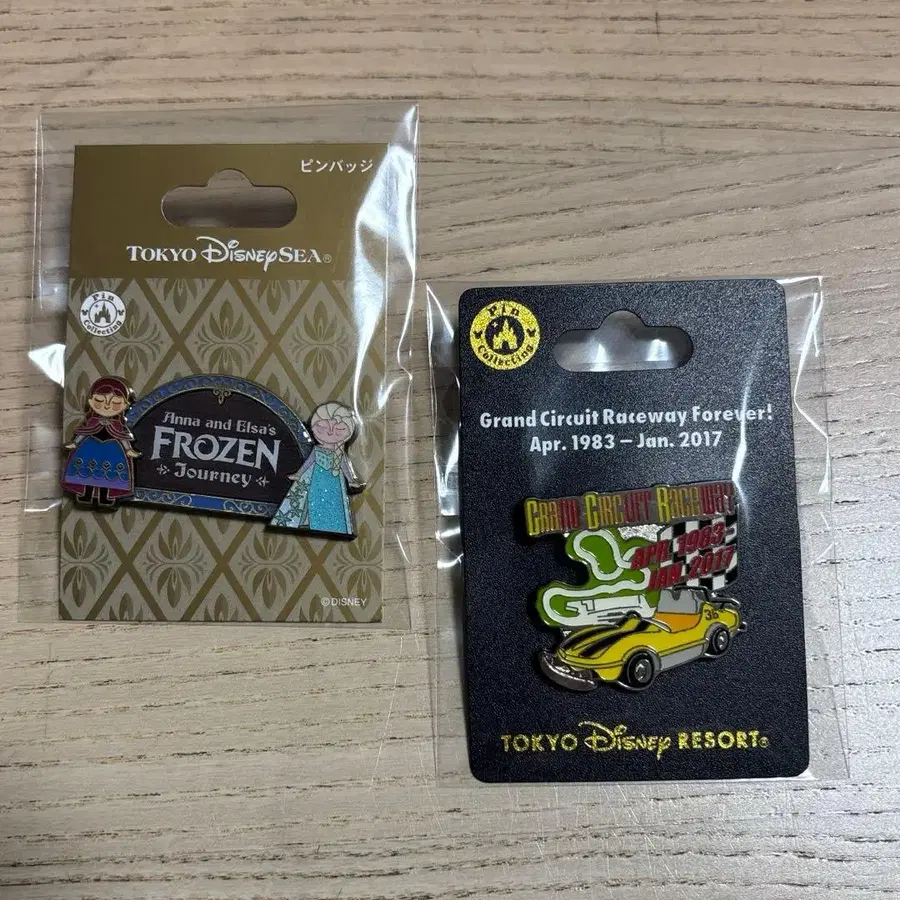 ピンバッジ
TOKYO DISNEYSEA®
Pin
Collecting
Anna and Elsa's
FROZEN
Journey
©DISNEY
Pin
Collecting
Grand Circuit Raceway Forever!
Apr. 1983 – Jan. 2017
GRAND CIRCUIT RACEWAY
APR. 1983
JAN. 2017
36
TOKYO Disney RESORT®